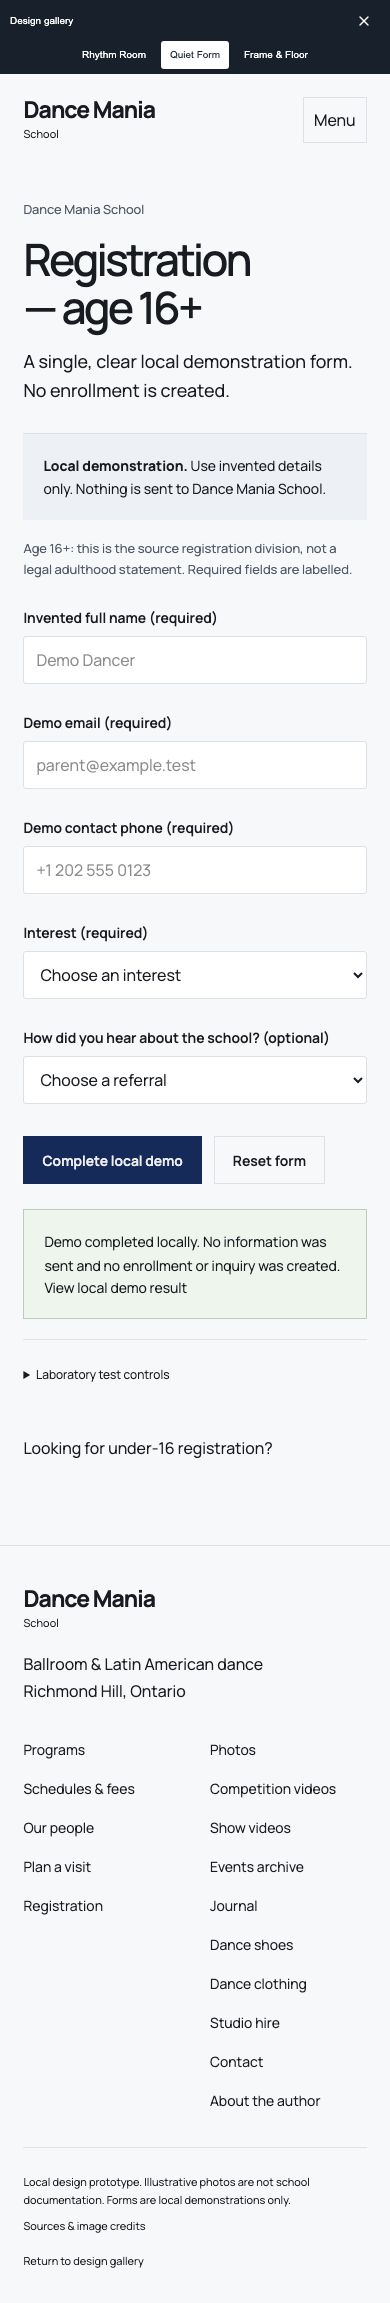 Design gallery
×
Rhythm Room Quiet Form Frame & Floor
Dance Mania
School
Menu
Dance Mania School
Registration
— age 16+
A single, clear local demonstration form.
No enrollment is created.
Local demonstration. Use invented details
only. Nothing is sent to Dance Mania School.
Age 16+: this is the source registration division, not a
legal adulthood statement. Required fields are labelled.
Invented full name (required)
Demo Dancer
Demo email (required)
parent@example.test
Demo contact phone (required)
+1 202 555 0123
Interest (required)
Choose an interest
How did you hear about the school? (optional)
Choose a referral
Complete local demo Reset form
Demo completed locally. No information was
sent and no enrollment or inquiry was created.
View local demo result
Laboratory test controls
Looking for under-16 registration?
Dance Mania
School
Ballroom & Latin American dance
Richmond Hill, Ontario
Programs
Schedules & fees
Our people
Plan a visit
Registration
Photos
Competition videos
Show videos
Events archive
Journal
Dance shoes
Dance clothing
Studio hire
Contact
About the author
Local design prototype. Illustrative photos are not school
documentation. Forms are local demonstrations only.
Sources & image credits
Return to design gallery